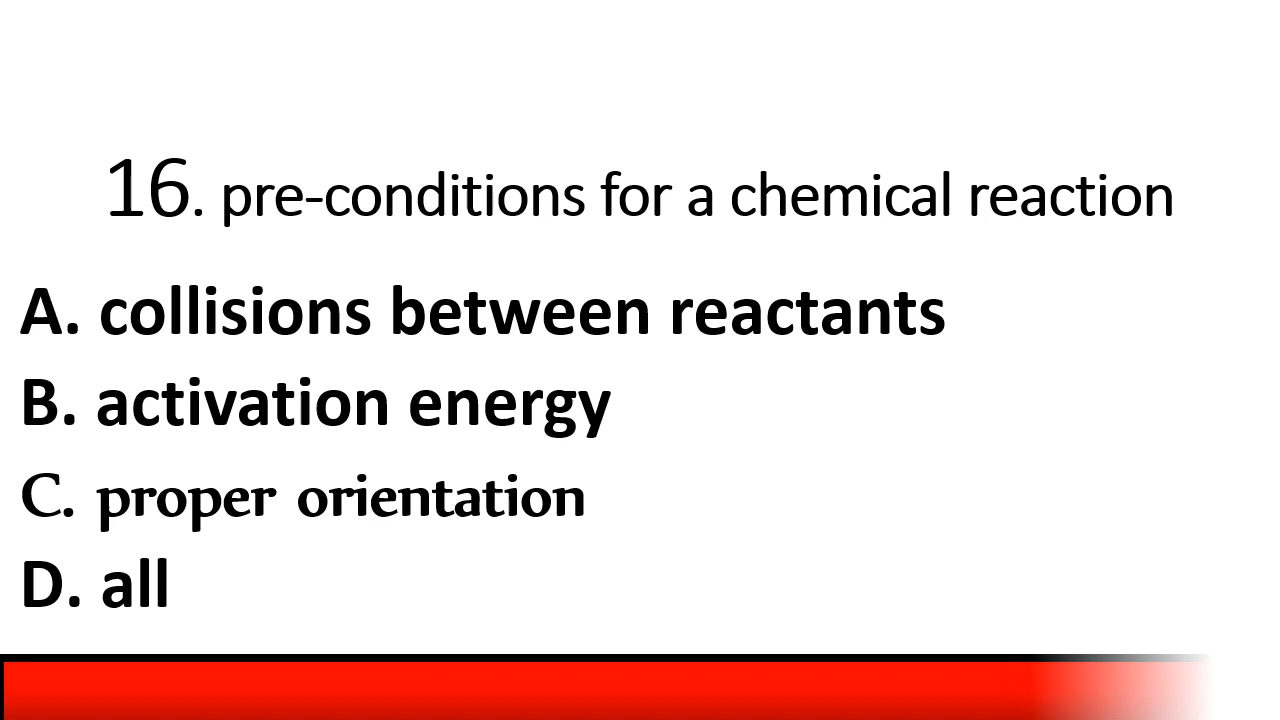 16. pre-conditions for a chemical reaction
A. collisions between reactants
B. activation energy
C. proper orientation
D. all